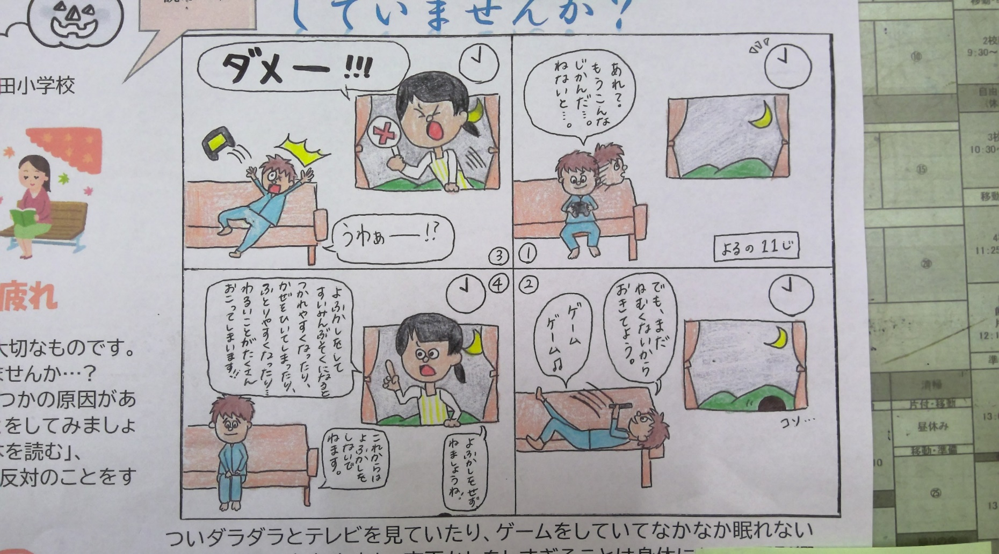 していませんか?
田小学校
疲れ
大切なものです。
ませんか…?
つかの原因があ
をしてみましょ
を読む」、
反対のことをす
①
あれ?
もうこんな
じかんだ…。
ねないと…。
よるの11じ
②
でも、まだ
ねむくないから
おきてよう。
ゲーム
ゲーム♫
コソ…
③
ダメー!!!
うわぁー!?
④
よふかしをして
すいみんぶそくになると
つかれやすくなったり、
かぜをひいてしまったり、
ふとりやすくなったり…
わるいことがたくさん
おこってしまいます!!
よふかしをせず、
ねましょうね!
これからは
よふかしを
しないで
ねます。
ついダラダラとテレビを見ていたり、ゲームをしていてなかなか眠れない
⑩
⑮
⑳
㉕
2校
9:30〜
自由
3校
10:30〜
移動
11:25
清掃
片付・移動
昼休み
移動・準備